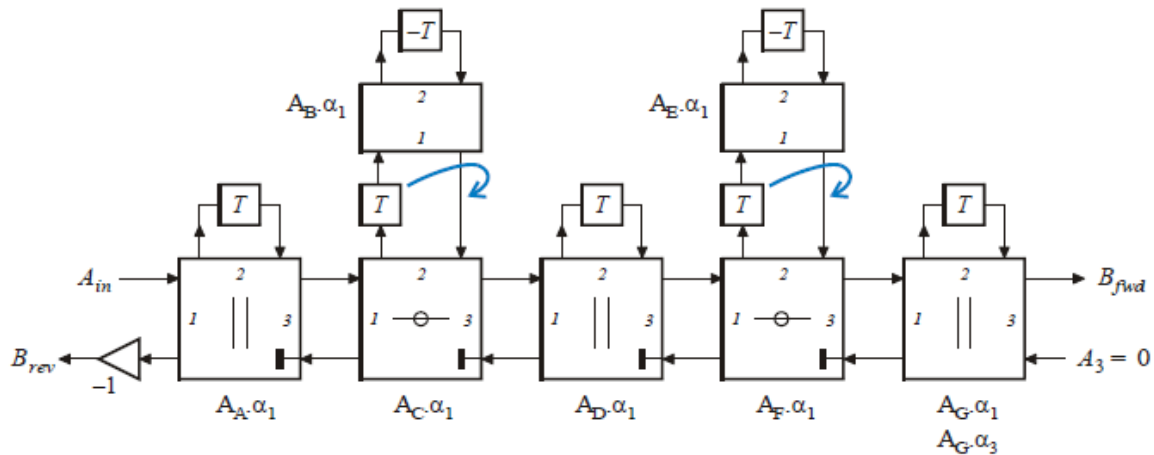 –T –T
A_B.α_1 2 1 A_E.α_1 2 1
T T T T T
A_in 1 2 3 1 2 3 1 2 3 1 2 3 1 2 3 B_fwd
B_rev –1 A_3 = 0
A_A.α_1 A_C.α_1 A_D.α_1 A_F.α_1 A_G.α_1
A_G.α_3